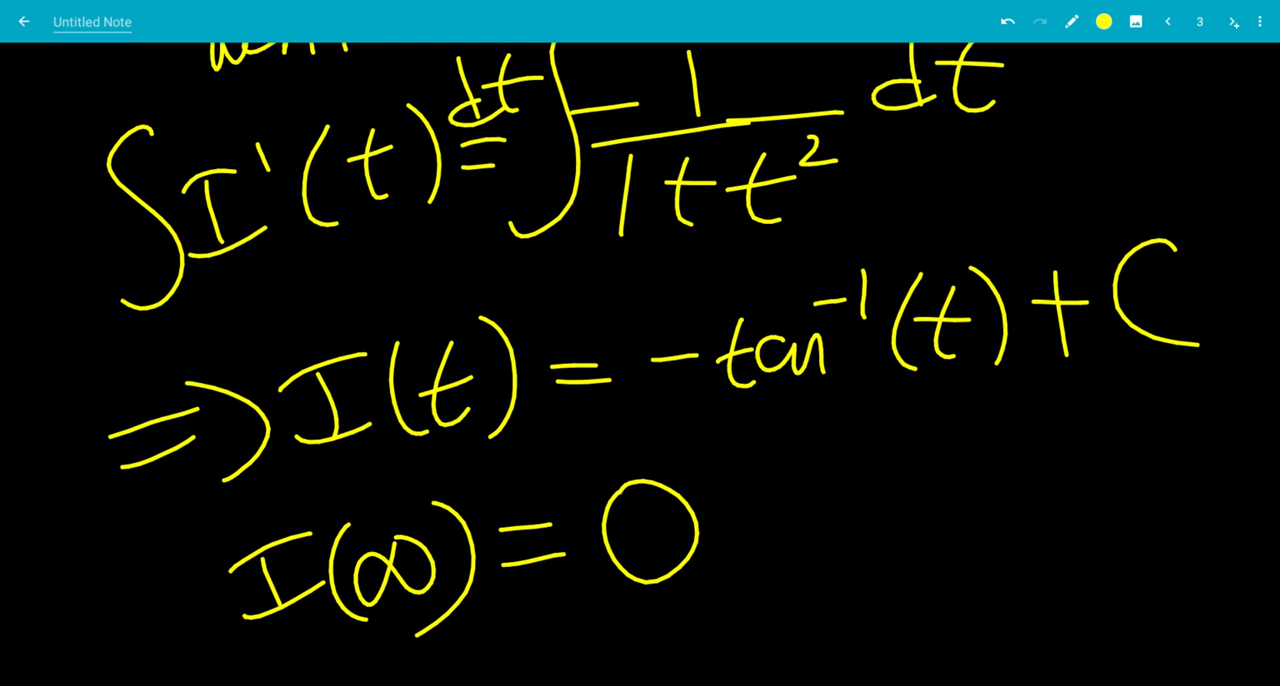 Untitled Note
3
∫I'(t)dt = ∫-1/(1+t²) dt
⇒ I(t) = -tan⁻¹(t) + C
I(∞) = 0